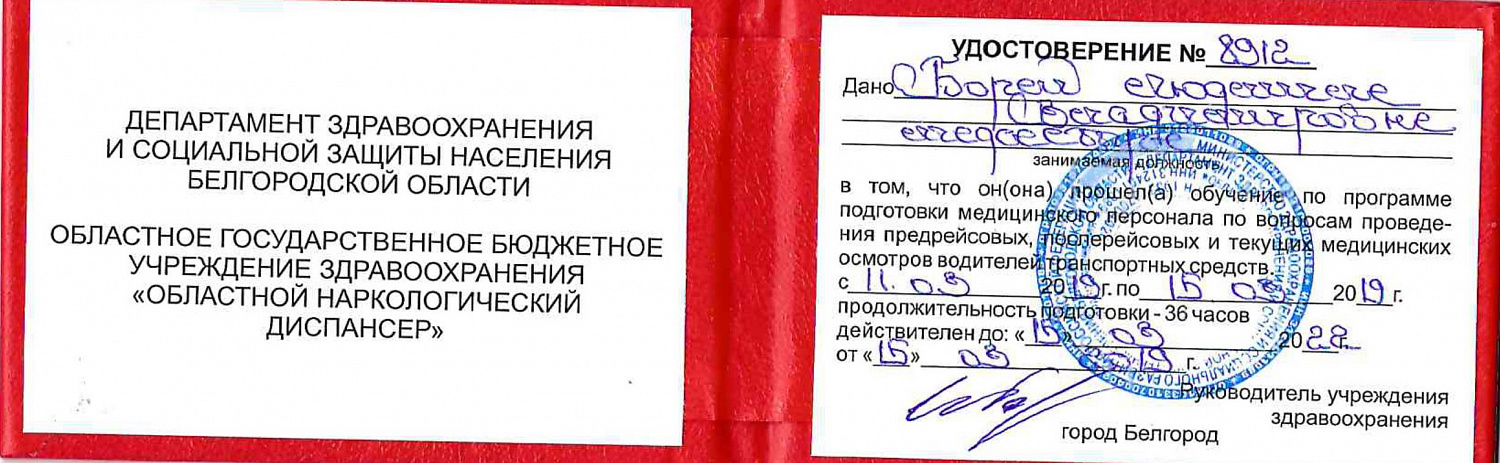 ДЕПАРТАМЕНТ ЗДРАВООХРАНЕНИЯ
И СОЦИАЛЬНОЙ ЗАЩИТЫ НАСЕЛЕНИЯ
БЕЛГОРОДСКОЙ ОБЛАСТИ
ОБЛАСТНОЕ ГОСУДАРСТВЕННОЕ БЮДЖЕТНОЕ
УЧРЕЖДЕНИЕ ЗДРАВООХРАНЕНИЯ
«ОБЛАСТНОЙ НАРКОЛОГИЧЕСКИЙ
ДИСПАНСЕР»
УДОСТОВЕРЕНИЕ № 8912
Дано
занимаемая должность
в том, что он(она) прошел(а) обучение по программе
подготовки медицинского персонала по вопросам проведе-
ния предрейсовых, послерейсовых и текущих медицинских
осмотров водителей транспортных средств.
с 11.03 2019 г. по 15 03 2019 г.
продолжительность подготовки - 36 часов
действителен до: «15» 03 2022 г.
от «15» 03 2019 г.
Руководитель учреждения
здравоохранения
город Белгород